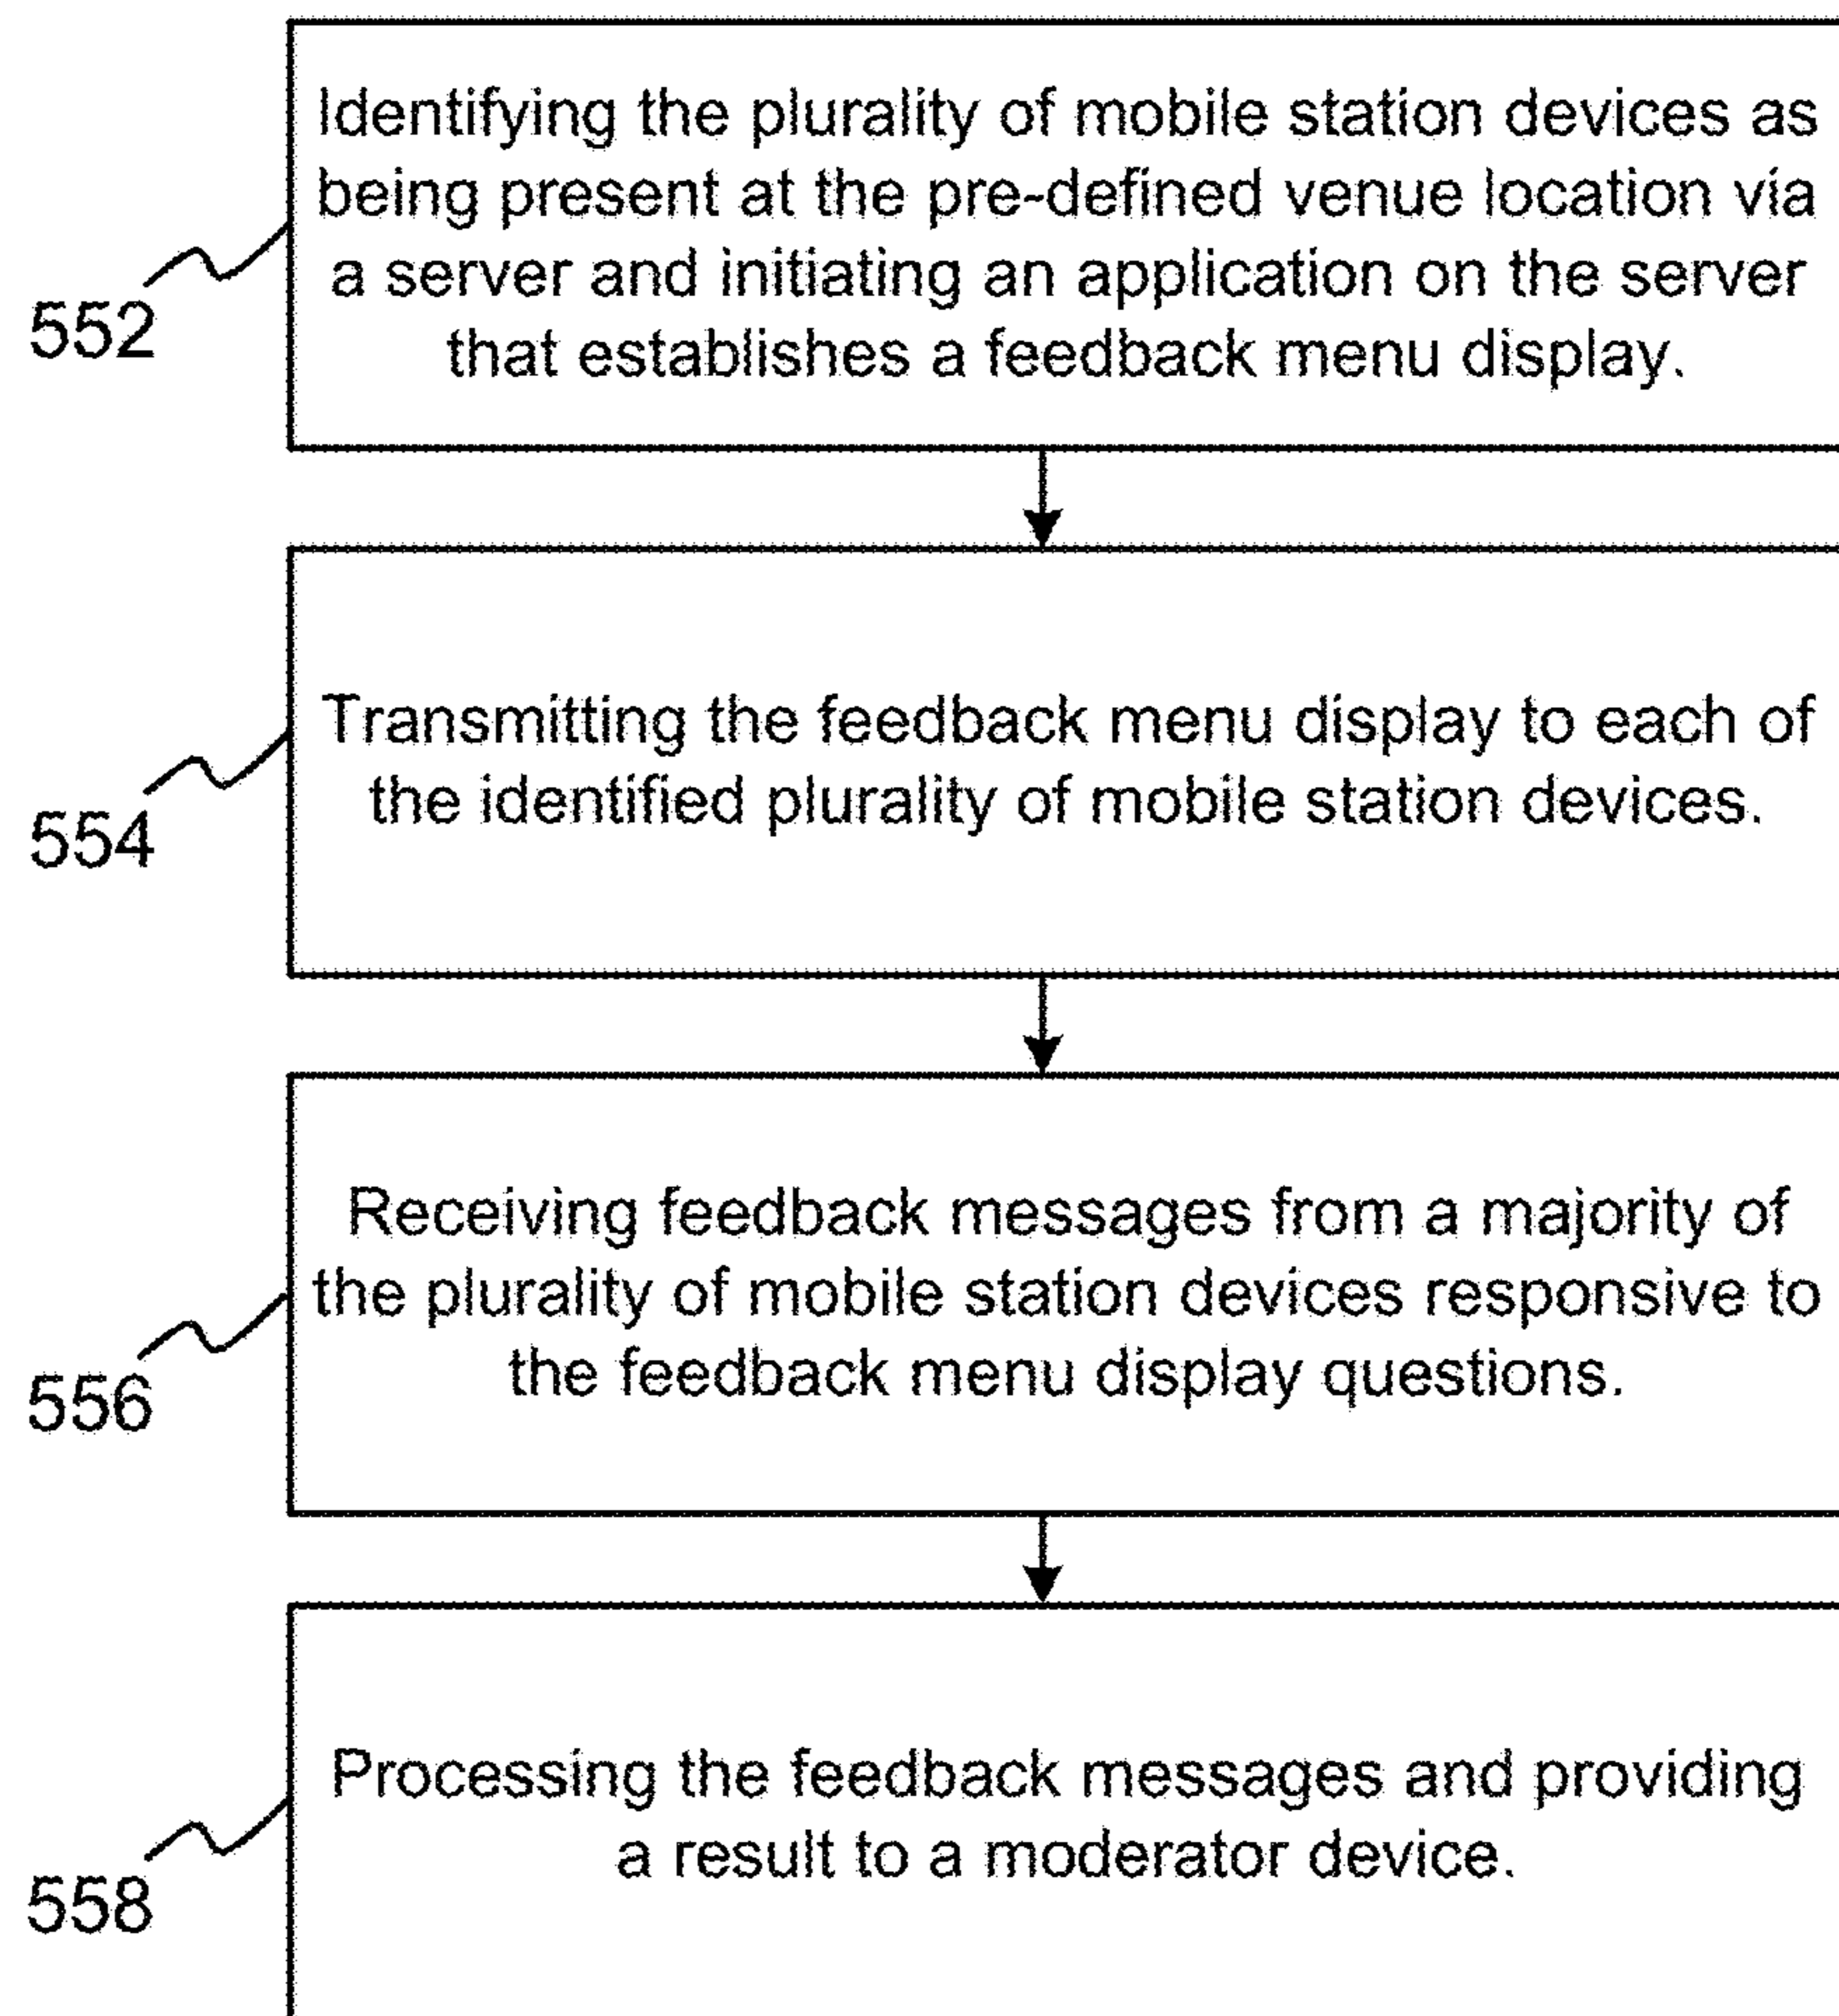 Identifying the plurality of mobile station devices as
being present at the pre-defined venue location via
a server and initiating an application on the server
that establishes a feedback menu display.
552
Transmitting the feedback menu display to each of
the identified plurality of mobile station devices.
554
Receiving feedback messages from a majority of
the plurality of mobile station devices responsive to
the feedback menu display questions.
556
Processing the feedback messages and providing
a result to a moderator device.
558